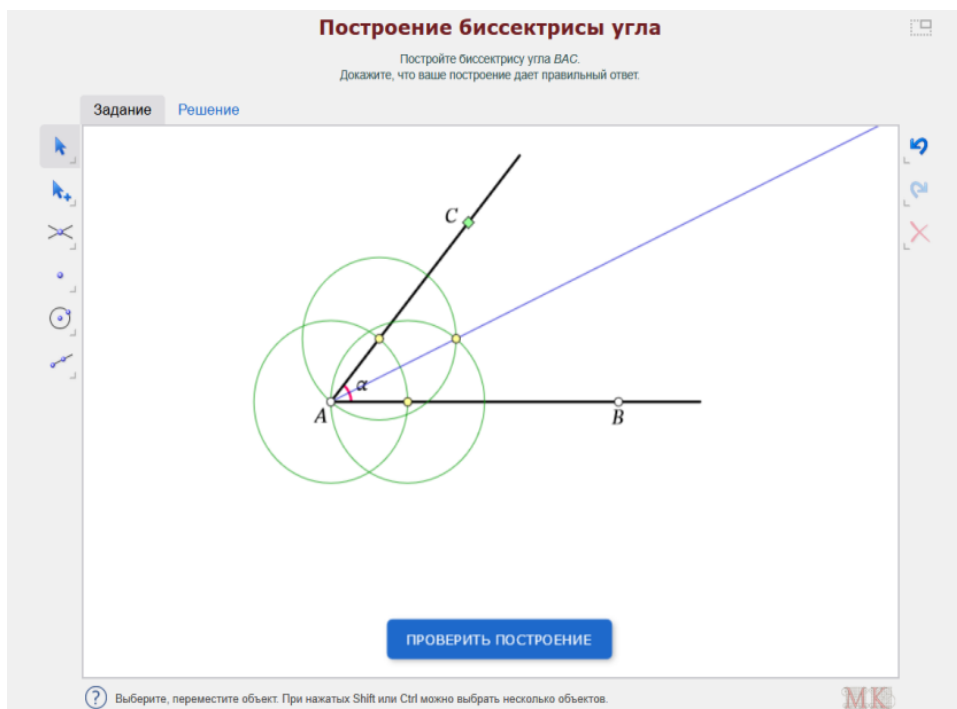 Построение биссектрисы угла
Постройте биссектрису угла BAC.
Докажите, что ваше построение дает правильный ответ.
Задание Решение
C
α
A
B
ПРОВЕРИТЬ ПОСТРОЕНИЕ
? Выберите, переместите объект. При нажатых Shift или Ctrl можно выбрать несколько объектов.
МК